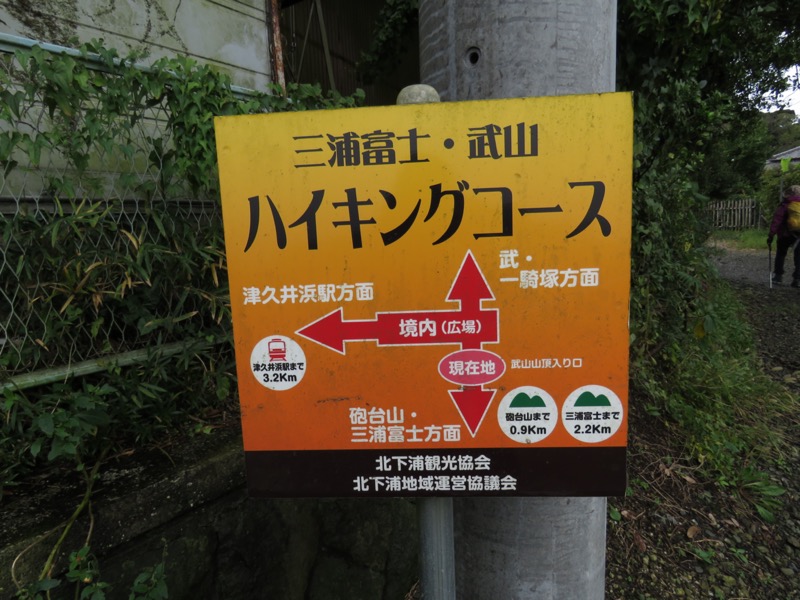 三浦富士・武山
ハイキングコース
武・
一騎塚方面
津久井浜駅方面
境内(広場)
津久井浜駅まで
3.2Km
現在地
武山山頂入り口
砲台山・
三浦富士方面
砲台山まで
0.9Km
三浦富士まで
2.2Km
北下浦観光協会
北下浦地域運営協議会